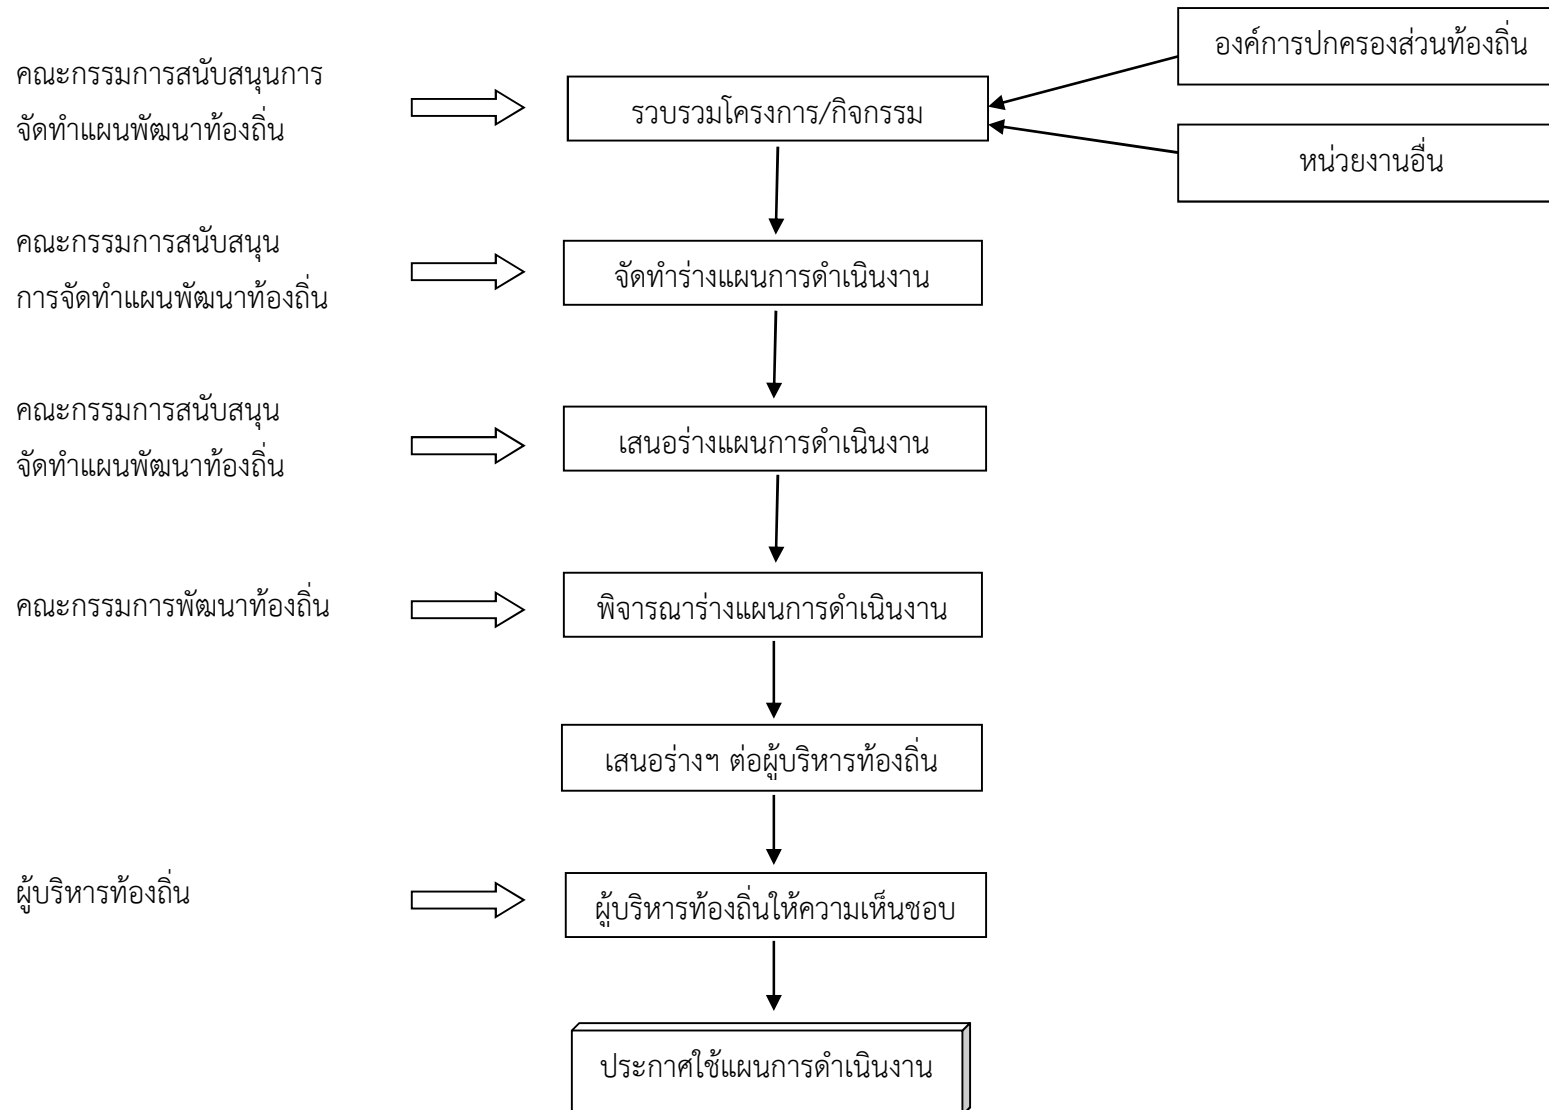 องค์การปกครองส่วนท้องถิ่น
คณะกรรมการสนับสนุนการ
จัดทำแผนพัฒนาท้องถิ่น
รวบรวมโครงการ/กิจกรรม
หน่วยงานอื่น
คณะกรรมการสนับสนุน
การจัดทำแผนพัฒนาท้องถิ่น
จัดทำร่างแผนการดำเนินงาน
คณะกรรมการสนับสนุน
จัดทำแผนพัฒนาท้องถิ่น
เสนอร่างแผนการดำเนินงาน
คณะกรรมการพัฒนาท้องถิ่น
พิจารณาร่างแผนการดำเนินงาน
เสนอร่างฯ ต่อผู้บริหารท้องถิ่น
ผู้บริหารท้องถิ่น
ผู้บริหารท้องถิ่นให้ความเห็นชอบ
ประกาศใช้แผนการดำเนินงาน